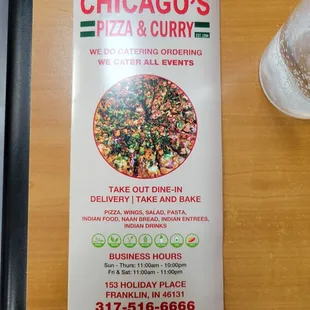 CHICAGO'S
PIZZA & CURRY
WE DO CATERING ORDERING
WE CATER ALL EVENTS
TAKE OUT DINE-IN
DELIVERY | TAKE AND BAKE
PIZZA, WINGS, SALAD, PASTA,
INDIAN FOOD, NAAN BREAD, INDIAN ENTREES,
INDIAN DRINKS
BUSINESS HOURS
Sun - Thurs: 11:00am - 10:00pm
Fri & Sat: 11:00am - 11:00pm
153 HOLIDAY PLACE
FRANKLIN, IN 46131
317-516-6666